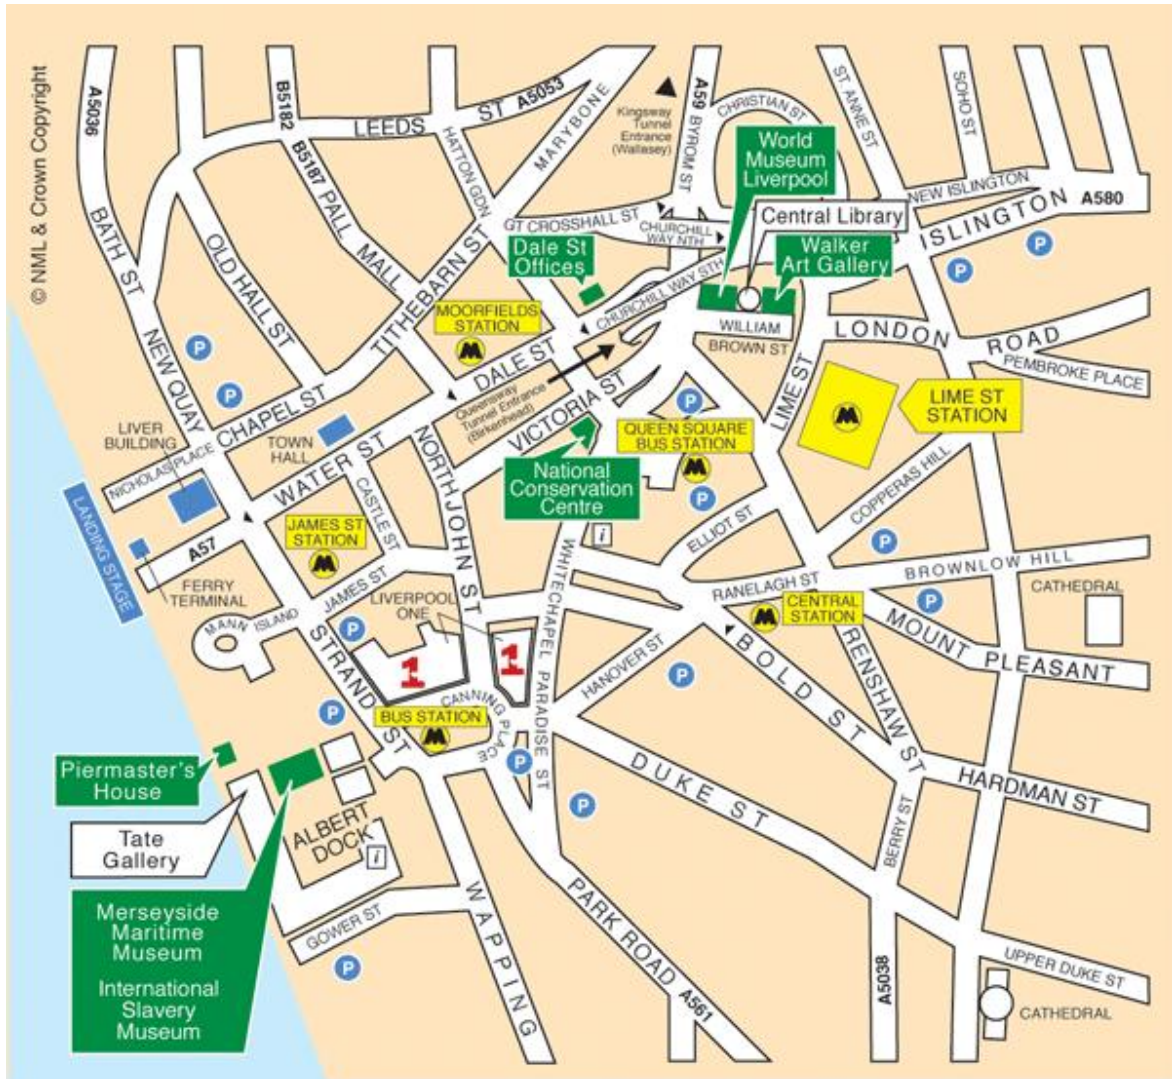 © NML & Crown Copyright
A5036
B5182
LEEDS
ST
A5053
MARYBONE
HATTON GDN
B5187 PALL
MALL
Kingsway
Tunnel
Entrance
(Wallasey)
A59
BYROM ST
CHRISTIAN ST
ST. ANNE ST
SOHO ST
World
Museum
Liverpool
NEW ISLINGTON
ISLINGTON
A580
Central Library
Walker
Art Gallery
GT CROSSHALL ST
CHURCHILL
WAY NTH
CHURCHILL WAY STH
Dale St
Offices
BATH ST
OLD HALL ST
TITHEBARN ST
MOORFIELDS
STATION
M
DALE ST
WILLIAM
BROWN ST
LONDON
ROAD
PEMBROKE PLACE
P
P
P
P
NEW QUAY
CHAPEL ST
Queensway
Tunnel Entrance
(Birkenhead)
VICTORIA ST
LIME ST
M
LIME ST
STATION
LIVER
BUILDING
NICHOLAS PLACE
TOWN
HALL
WATER ST
NORTH JOHN ST
P
QUEEN SQUARE
BUS STATION
M
P
National
Conservation
Centre
COPPERAS HILL
LANDING STAGE
A57
JAMES ST
STATION
M
CASTLE ST
i
WHITECHAPEL
ELLIOT ST
P
BROWNLOW HILL
FERRY
TERMINAL
MANN
ISLAND
JAMES ST
LIVERPOOL
ONE
RANELAGH ST
CENTRAL
STATION
M
P
CATHEDRAL
P
STRAND ST
1
1
PARADISE ST
HANOVER ST
P
BOLD ST
RENSHAW ST
MOUNT PLEASANT
P
BUS STATION
M
CANNING
PLACE
P
P
DUKE ST
HARDMAN ST
Piermaster's
House
Tate
Gallery
ALBERT
DOCK
i
BERRY ST
Merseyside
Maritime
Museum
International
Slavery
Museum
GOWER ST
P
WAPPING
PARK ROAD
A561
A5038
UPPER DUKE ST
CATHEDRAL